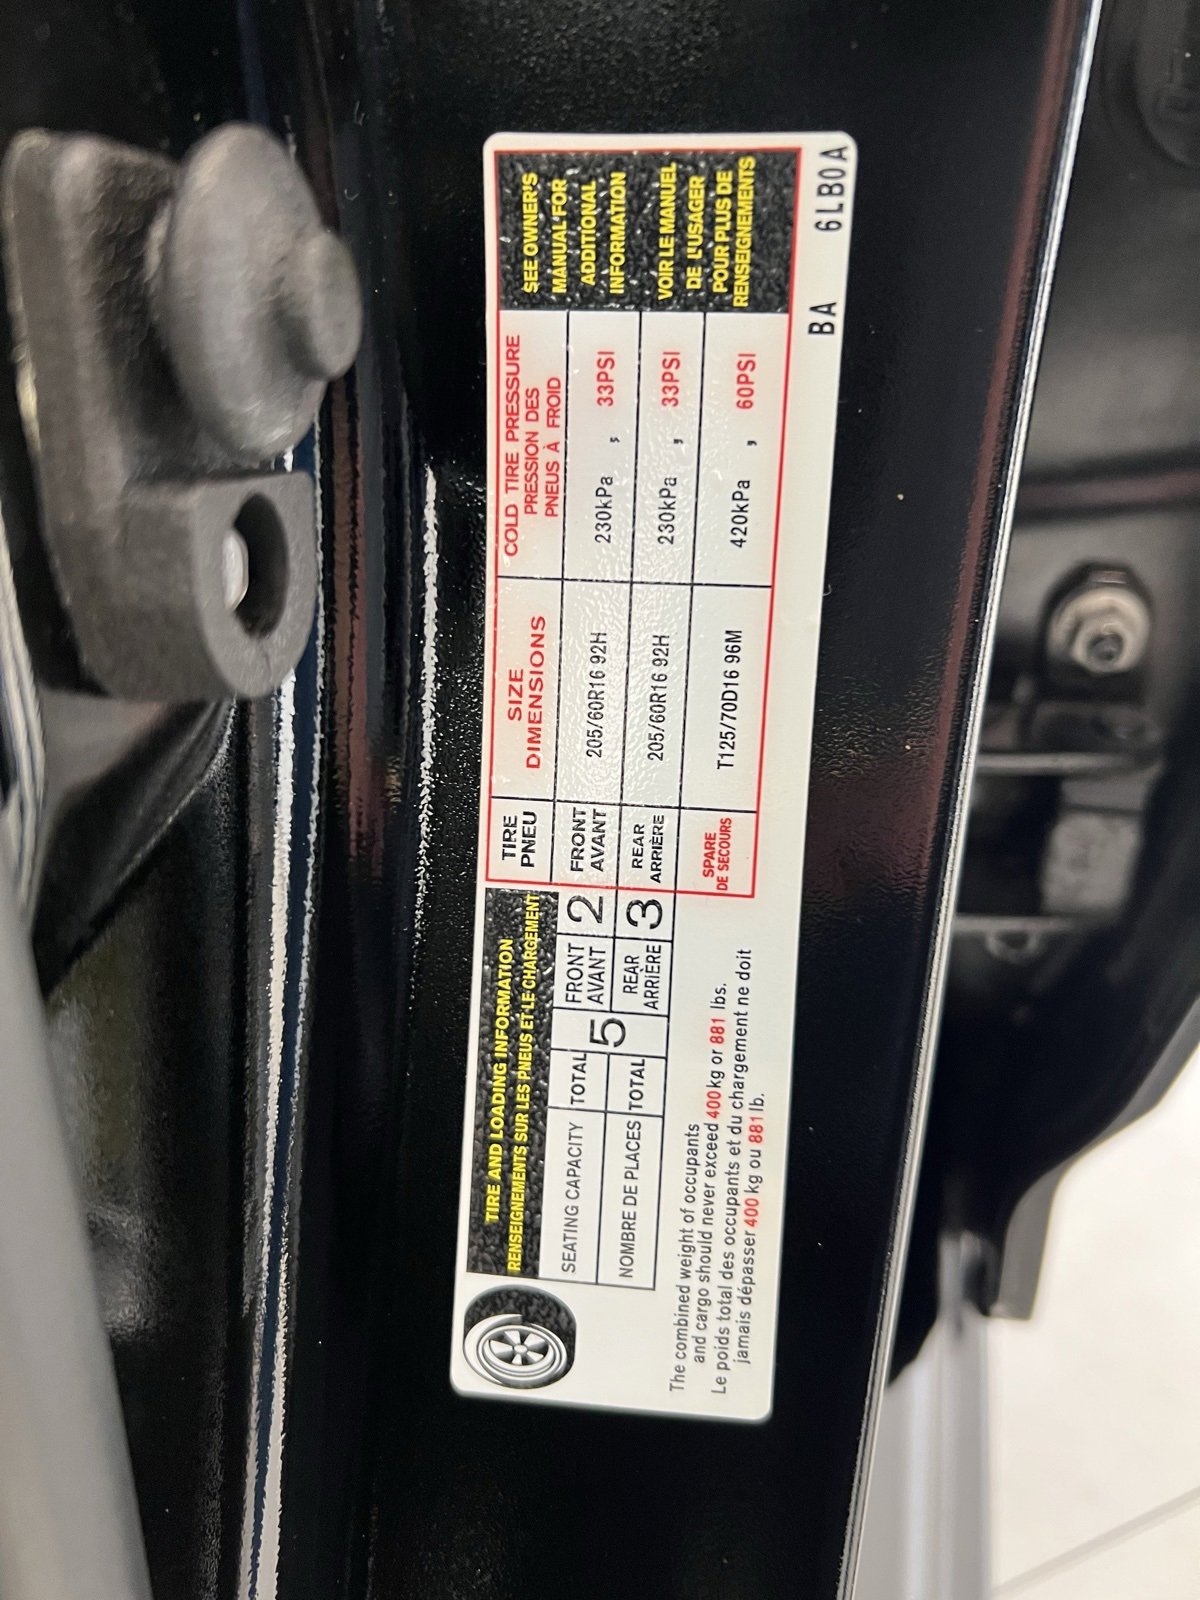 TIRE AND LOADING INFORMATION
RENSEIGNEMENTS SUR LES PNEUS ET LE CHARGEMENT
SEATING CAPACITY
NOMBRE DE PLACES
TOTAL
TOTAL
5
FRONT
AVANT
2
REAR
ARRIÈRE
3
The combined weight of occupants
and cargo should never exceed 400 kg or 881 lbs.
Le poids total des occupants et du chargement ne doit
jamais dépasser 400 kg ou 881 lb.
TIRE
PNEU
SIZE
DIMENSIONS
COLD TIRE PRESSURE
PRESSION DES
PNEUS À FROID
FRONT
AVANT
205/60R16 92H
230kPa , 33PSI
REAR
ARRIÈRE
205/60R16 92H
230kPa , 33PSI
SPARE
DE SECOURS
T125/70D16 96M
420kPa , 60PSI
SEE OWNER'S
MANUAL FOR
ADDITIONAL
INFORMATION
VOIR LE MANUEL
DE L'USAGER
POUR PLUS DE
RENSEIGNEMENTS
BA 6LB0A